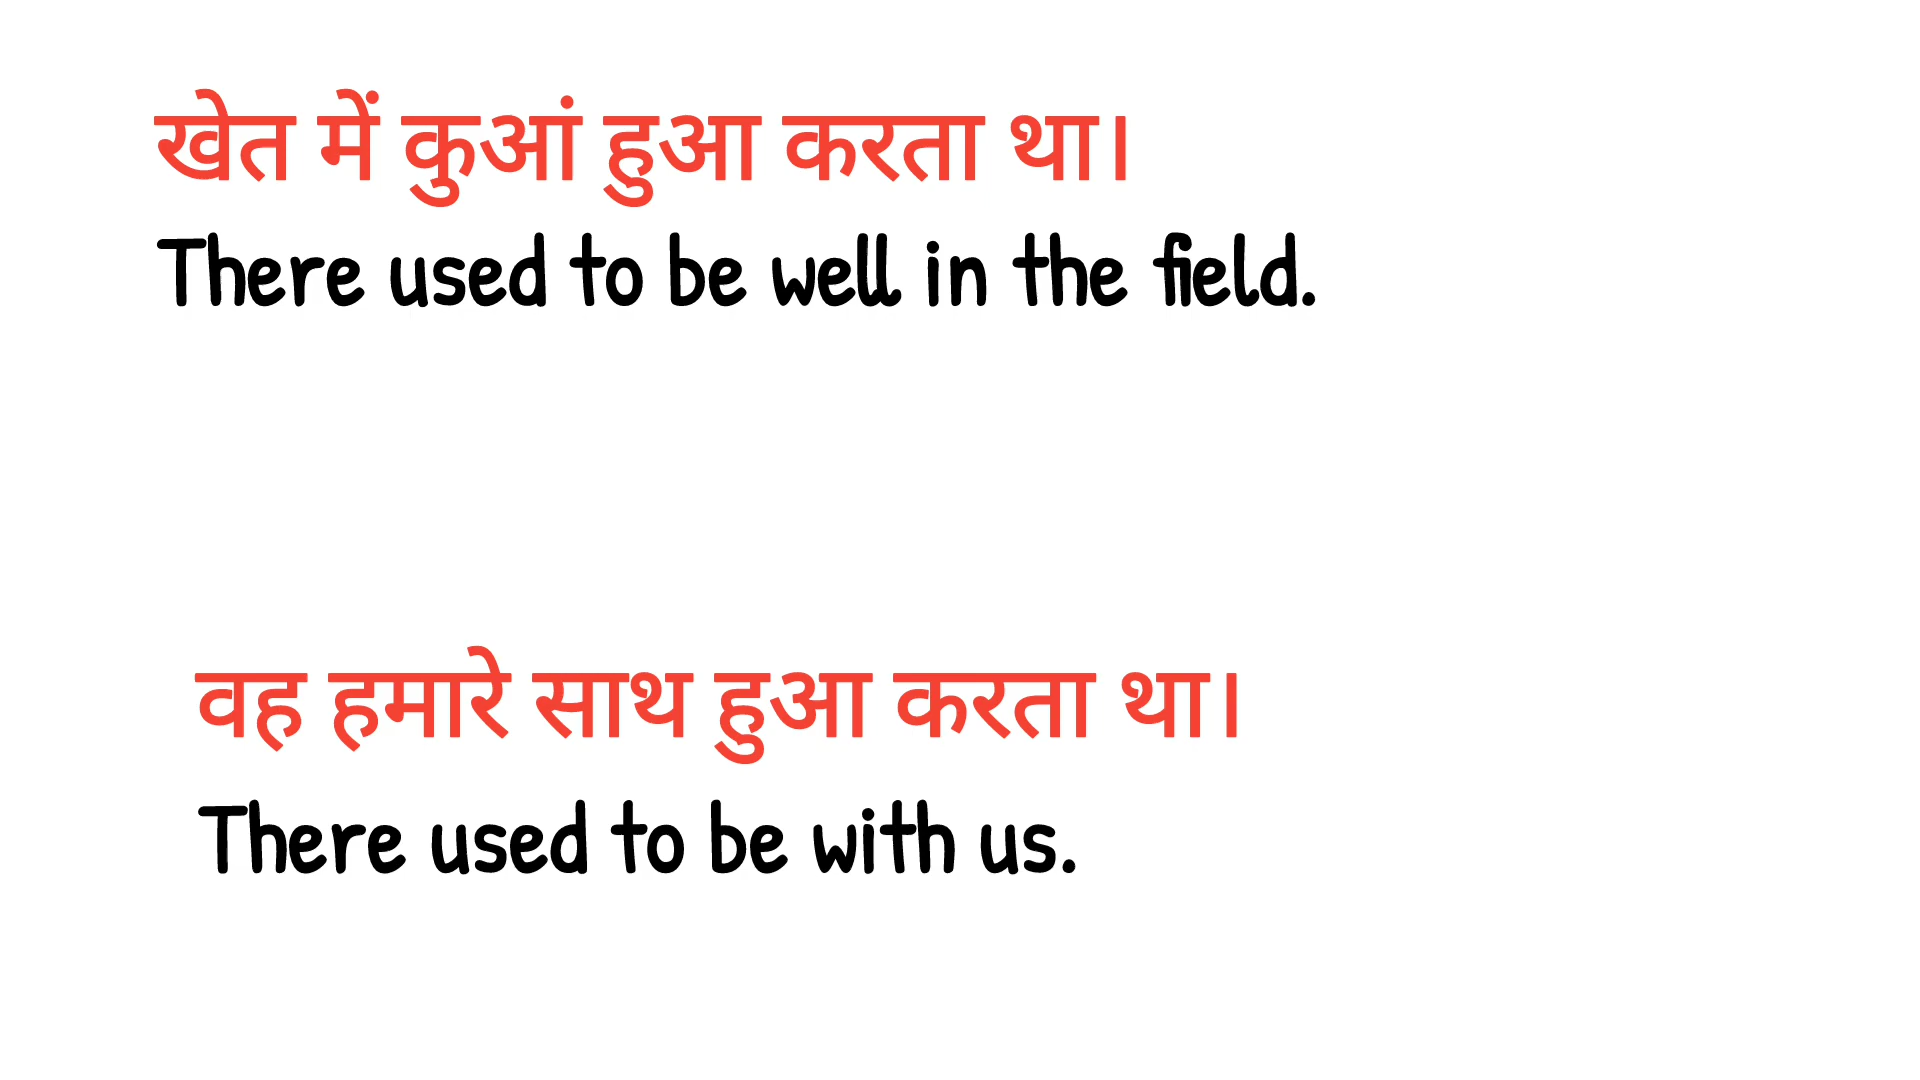 खेत में कुआं हुआ करता था।
There used to be well in the field.
वह हमारे साथ हुआ करता था।
There used to be with us.